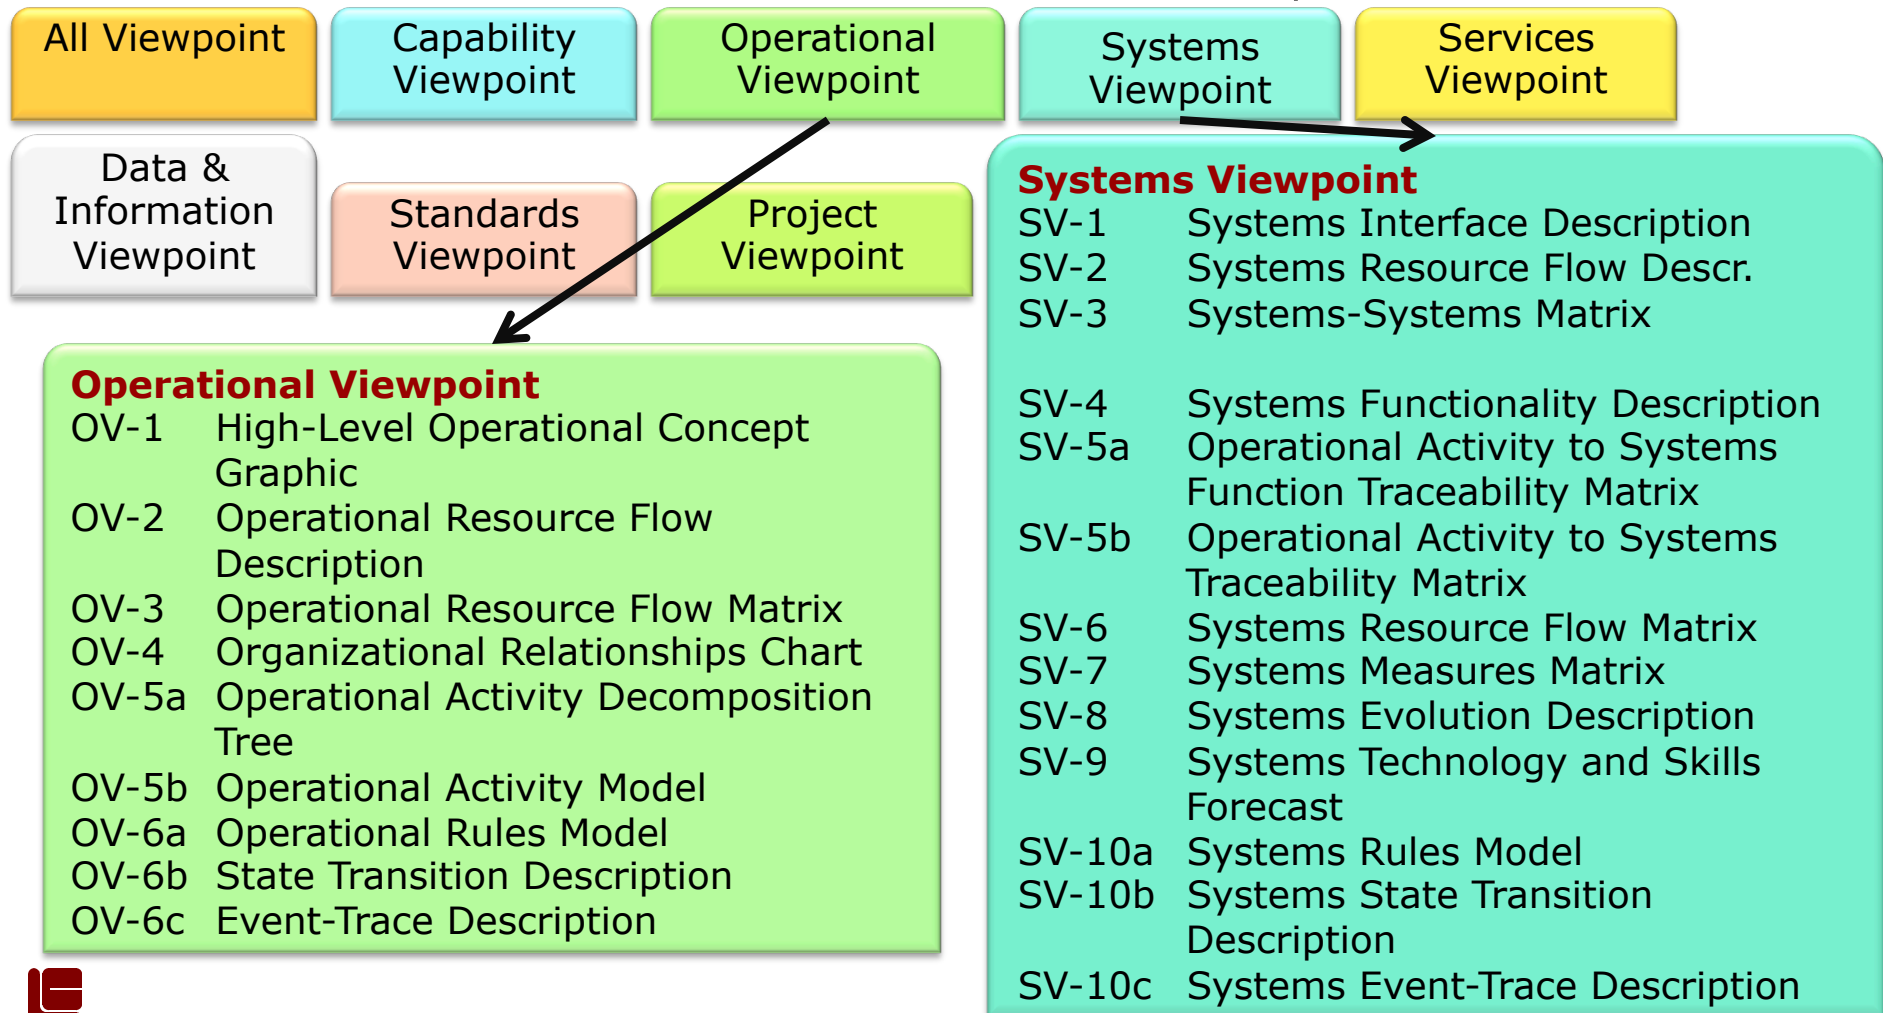 All Viewpoint
Capability
Viewpoint
Operational
Viewpoint
Systems
Viewpoint
Services
Viewpoint
Data &
Information
Viewpoint
Standards
Viewpoint
Project
Viewpoint
Operational Viewpoint
OV-1 High-Level Operational Concept
Graphic
OV-2 Operational Resource Flow
Description
OV-3 Operational Resource Flow Matrix
OV-4 Organizational Relationships Chart
OV-5a Operational Activity Decomposition
Tree
OV-5b Operational Activity Model
OV-6a Operational Rules Model
OV-6b State Transition Description
OV-6c Event-Trace Description
Systems Viewpoint
SV-1 Systems Interface Description
SV-2 Systems Resource Flow Descr.
SV-3 Systems-Systems Matrix
SV-4 Systems Functionality Description
SV-5a Operational Activity to Systems
Function Traceability Matrix
SV-5b Operational Activity to Systems
Traceability Matrix
SV-6 Systems Resource Flow Matrix
SV-7 Systems Measures Matrix
SV-8 Systems Evolution Description
SV-9 Systems Technology and Skills
Forecast
SV-10a Systems Rules Model
SV-10b Systems State Transition
Description
SV-10c Systems Event-Trace Description